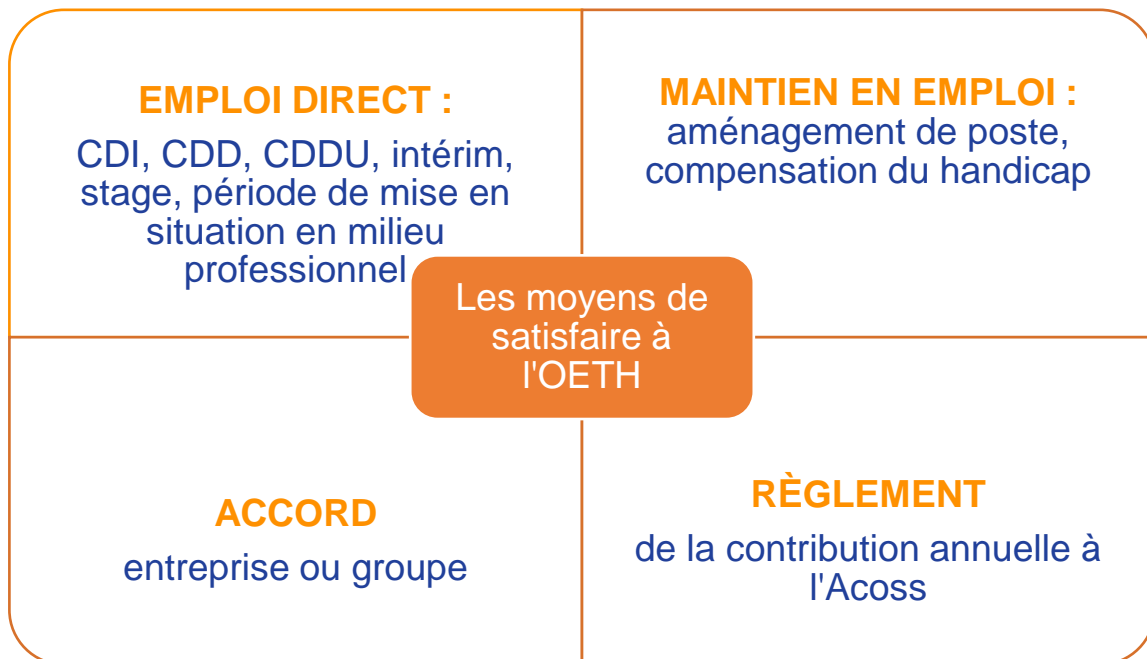 EMPLOI DIRECT :
CDI, CDD, CDDU, intérim,
stage, période de mise en
situation en milieu
professionnel
MAINTIEN EN EMPLOI :
aménagement de poste,
compensation du handicap
Les moyens de
satisfaire à
l'OETH
ACCORD
entreprise ou groupe
RÈGLEMENT
de la contribution annuelle à
l'Acoss